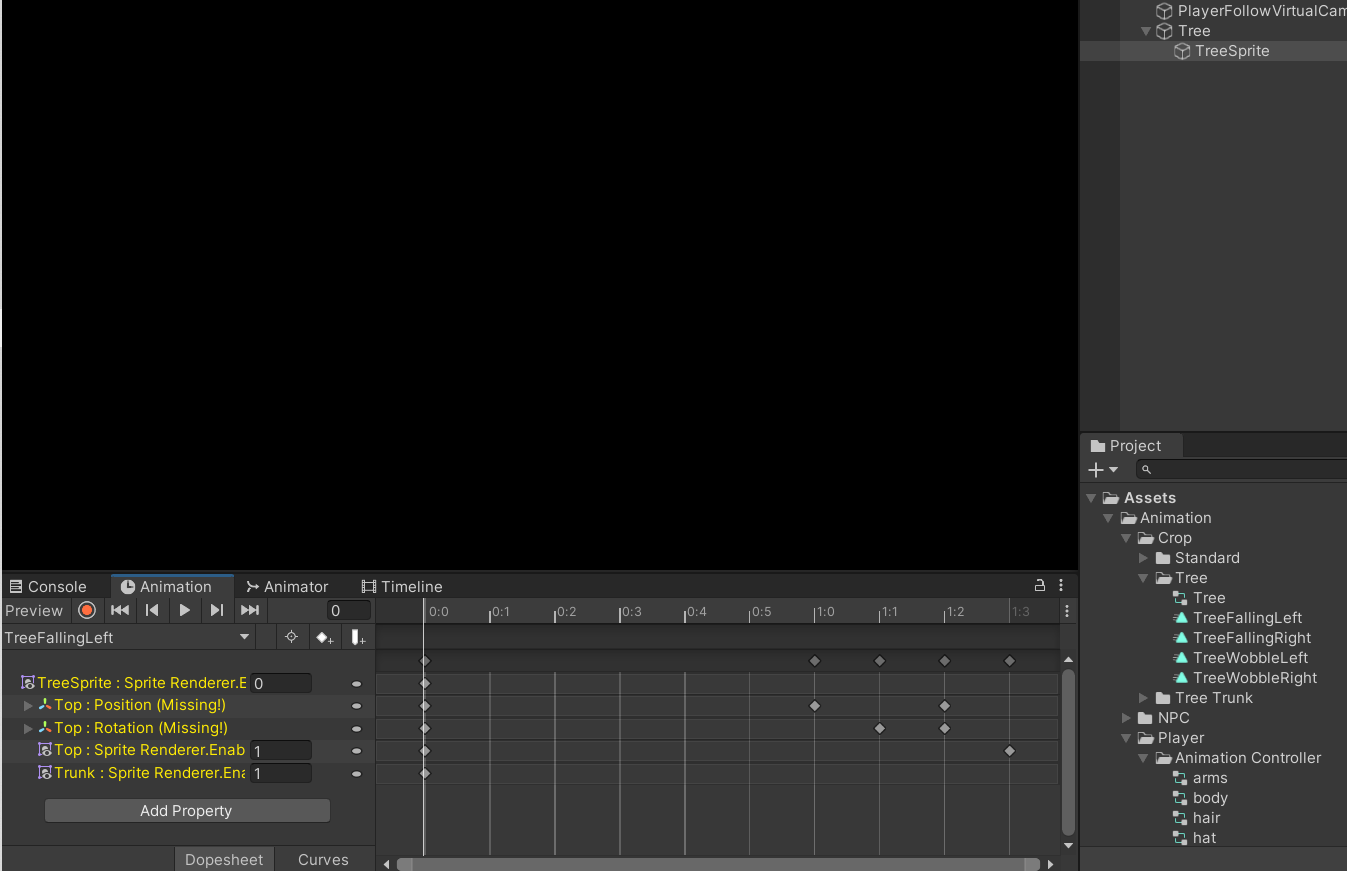 PlayerFollowVirtualCam
Tree
TreeSprite
Console
Animation
Animator
Timeline
Preview
0
0:0
0:1
0:2
0:3
0:4
0:5
1:0
1:1
1:2
1:3
TreeFallingLeft
TreeSprite : Sprite Renderer.E 0
Top : Position (Missing!)
Top : Rotation (Missing!)
Top : Sprite Renderer.Enab 1
Trunk : Sprite Renderer.Ena 1
Add Property
Dopesheet
Curves
Project
Assets
Animation
Crop
Standard
Tree
Tree
TreeFallingLeft
TreeFallingRight
TreeWobbleLeft
TreeWobbleRight
Tree Trunk
NPC
Player
Animation Controller
arms
body
hair
hat